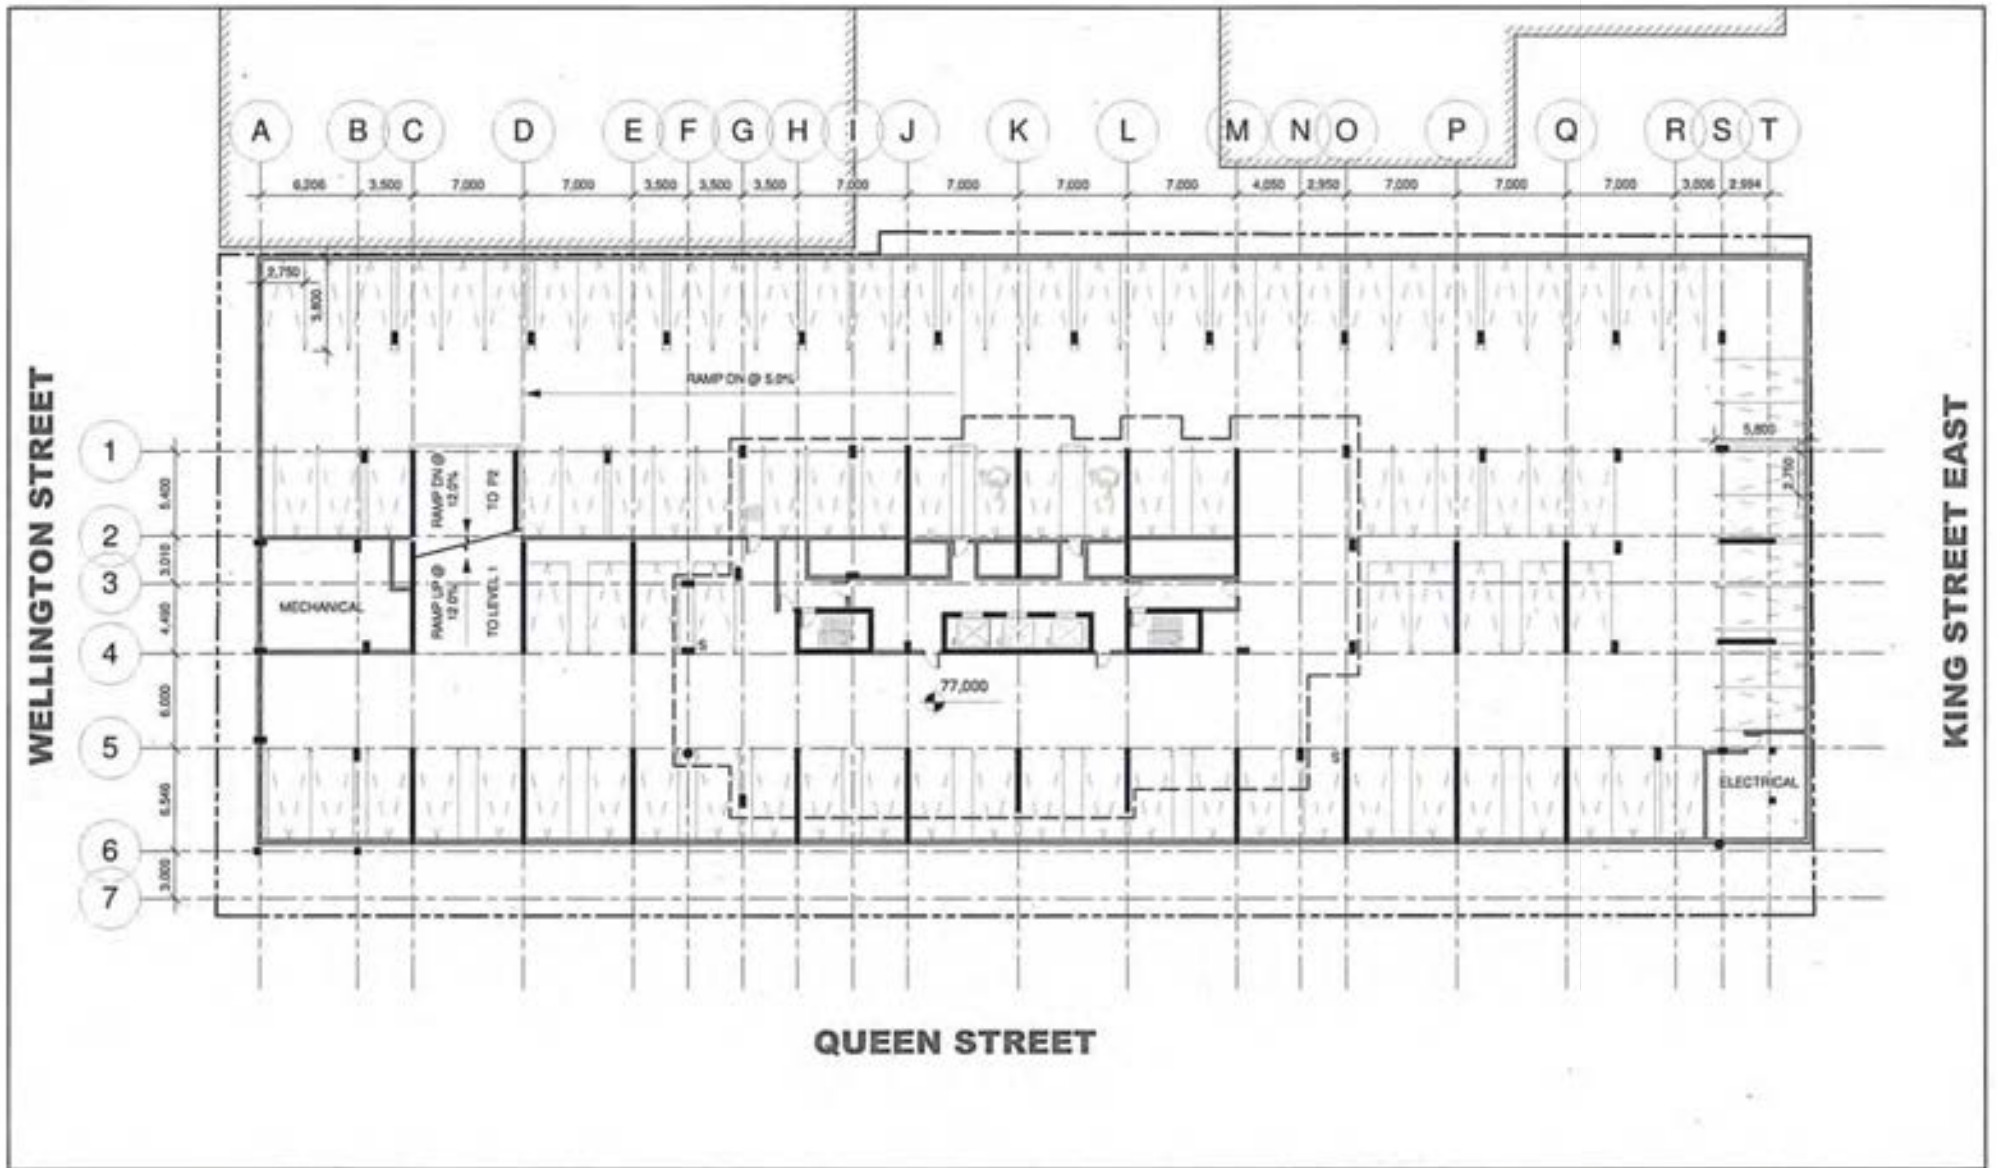 A B C D E F G H I J K L M N O P Q R S T
6,206 3,500 7,000 7,000 3,500 3,500 3,500 7,000 7,000 7,000 7,000 4,050 2,950 7,000 7,000 7,000 3,006 2,994
2,750
5,800
RAMP DN @ 5.0%
WELLINGTON STREET
KING STREET EAST
1
5,400
2
3,010
3
4,490
4
6,000
5
6,546
6
3,000
7
RAMP DN @
12.0%
TO P2
RAMP UP @
12.0%
TO LEVEL 1
MECHANICAL
5,800
2,750
77,000
ELECTRICAL
QUEEN STREET